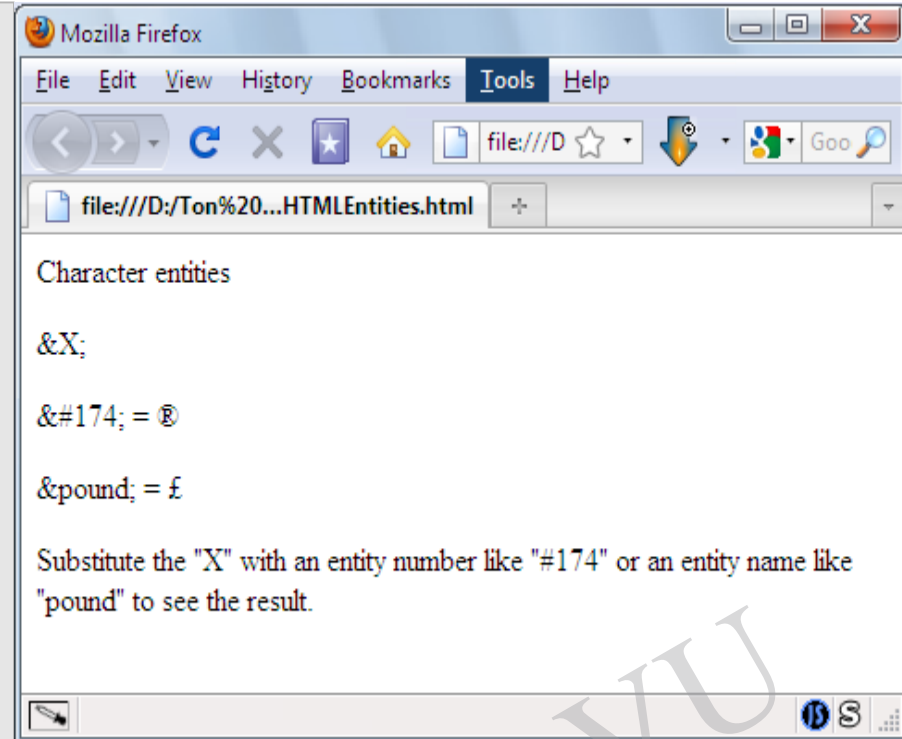 Mozilla Firefox
File Edit View History Bookmarks Tools Help
file:///D Goo
file:///D:/Ton%20...HTMLEntities.html
Character entities
&X;
&#174; = ®
&pound; = £
Substitute the "X" with an entity number like "#174" or an entity name like
"pound" to see the result.
VU
S